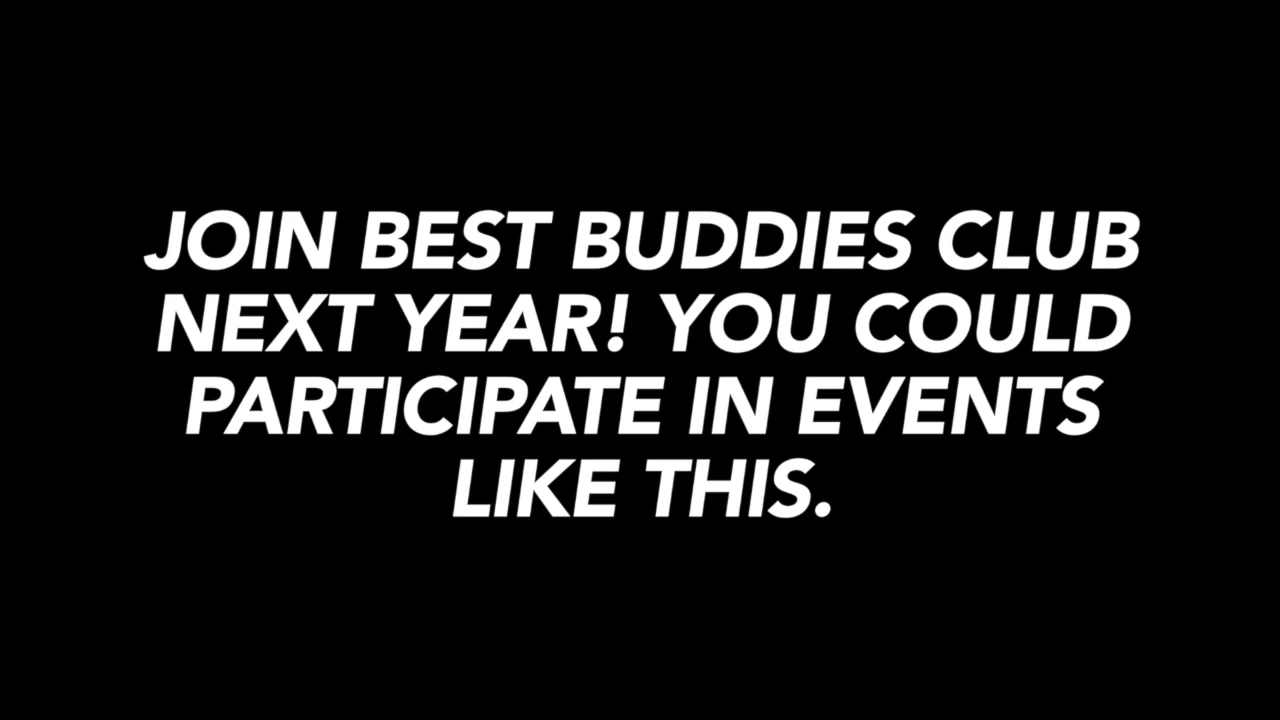 JOIN BEST BUDDIES CLUB
NEXT YEAR! YOU COULD
PARTICIPATE IN EVENTS
LIKE THIS.